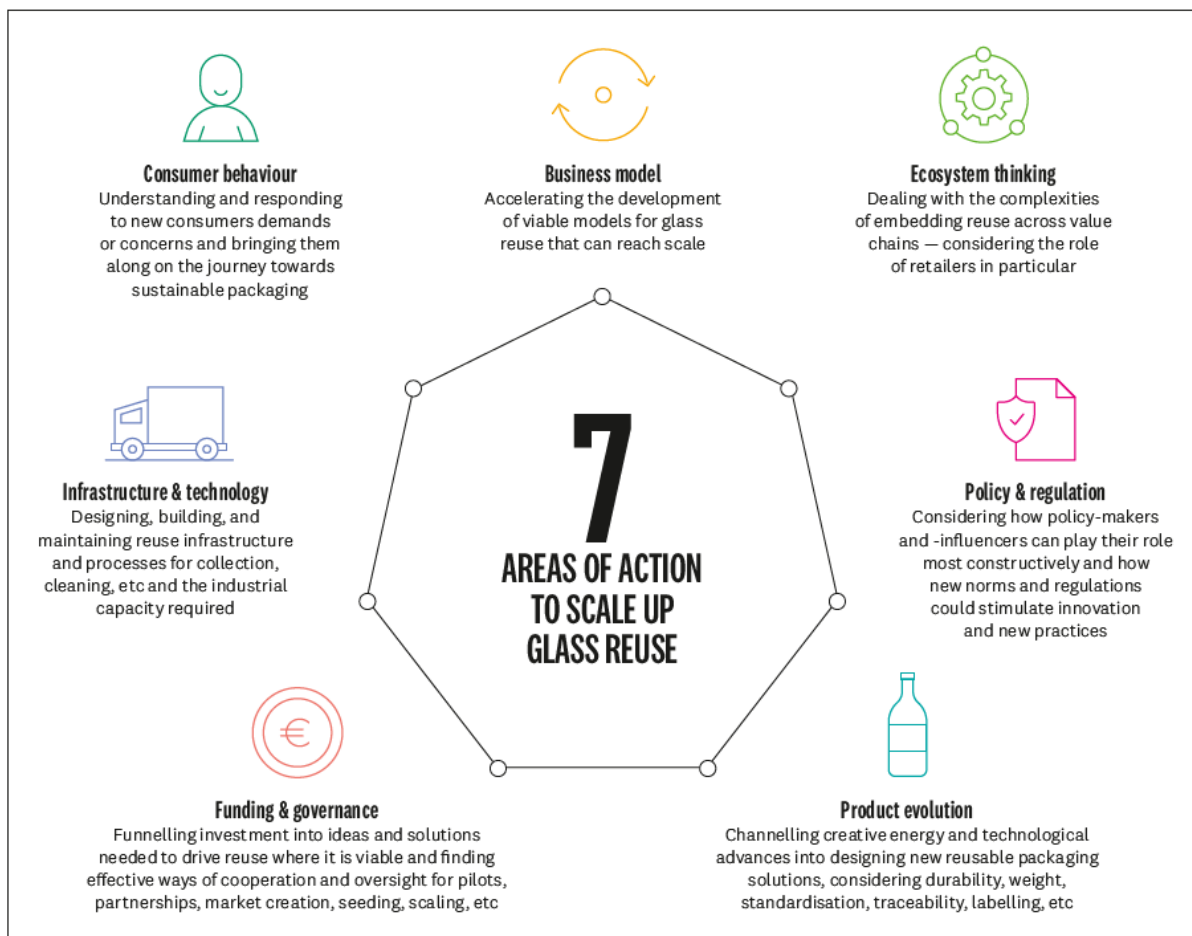 Consumer behaviour
Understanding and responding
to new consumers demands
or concerns and bringing them
along on the journey towards
sustainable packaging
Business model
Accelerating the development
of viable models for glass
reuse that can reach scale
Ecosystem thinking
Dealing with the complexities
of embedding reuse across value
chains — considering the role
of retailers in particular
Infrastructure & technology
Designing, building, and
maintaining reuse infrastructure
and processes for collection,
cleaning, etc and the industrial
capacity required
7
AREAS OF ACTION
TO SCALE UP
GLASS REUSE
Policy & regulation
Considering how policy-makers
and -influencers can play their role
most constructively and how
new norms and regulations
could stimulate innovation
and new practices
€
Funding & governance
Funnelling investment into ideas and solutions
needed to drive reuse where it is viable and finding
effective ways of cooperation and oversight for pilots,
partnerships, market creation, seeding, scaling, etc
Product evolution
Channelling creative energy and technological
advances into designing new reusable packaging
solutions, considering durability, weight,
standardisation, traceability, labelling, etc